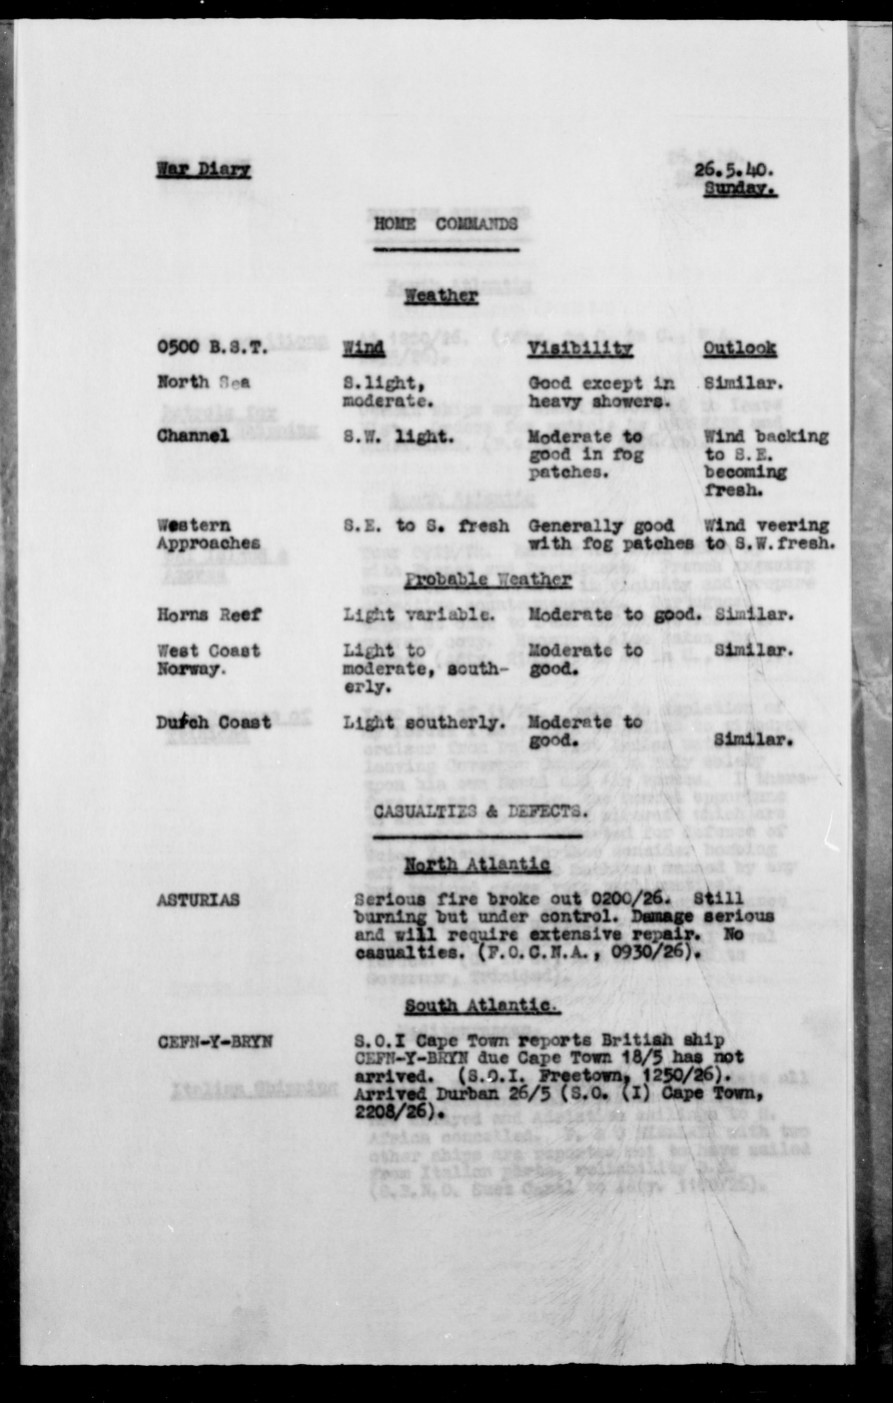 War Diary 26.5.40.
Sunday.
HOME COMMANDS
Weather
0500 B.S.T. Wind Visibility Outlook
North Sea S.light, Good except in Similar.
moderate. heavy showers.
Channel S.W. light. Moderate to Wind backing
good in fog to S.E.
patches. becoming
fresh.
Western S.E. to S. fresh Generally good Wind veering
Approaches with fog patches to S.W.fresh.
Probable Weather
Horns Reef Light variable. Moderate to good. Similar.
West Coast Light to Moderate to Similar.
Norway. moderate, south- good.
erly.
Dutch Coast Light southerly. Moderate to
good. Similar.
CASUALTIES & DEFECTS.
North Atlantic
ASTURIAS Serious fire broke out 0200/26. Still
burning but under control. Damage serious
and will require extensive repair. No
casualties. (F.O.C.N.A., 0930/26).
South Atlantic.
CEFN-Y-BRYN S.O.I Cape Town reports British ship
CEFN-Y-BRYN due Cape Town 18/5 has not
arrived. (S.O.I. Freetown, 1250/26).
Arrived Durban 26/5 (S.O. (I) Cape Town,
2208/26).